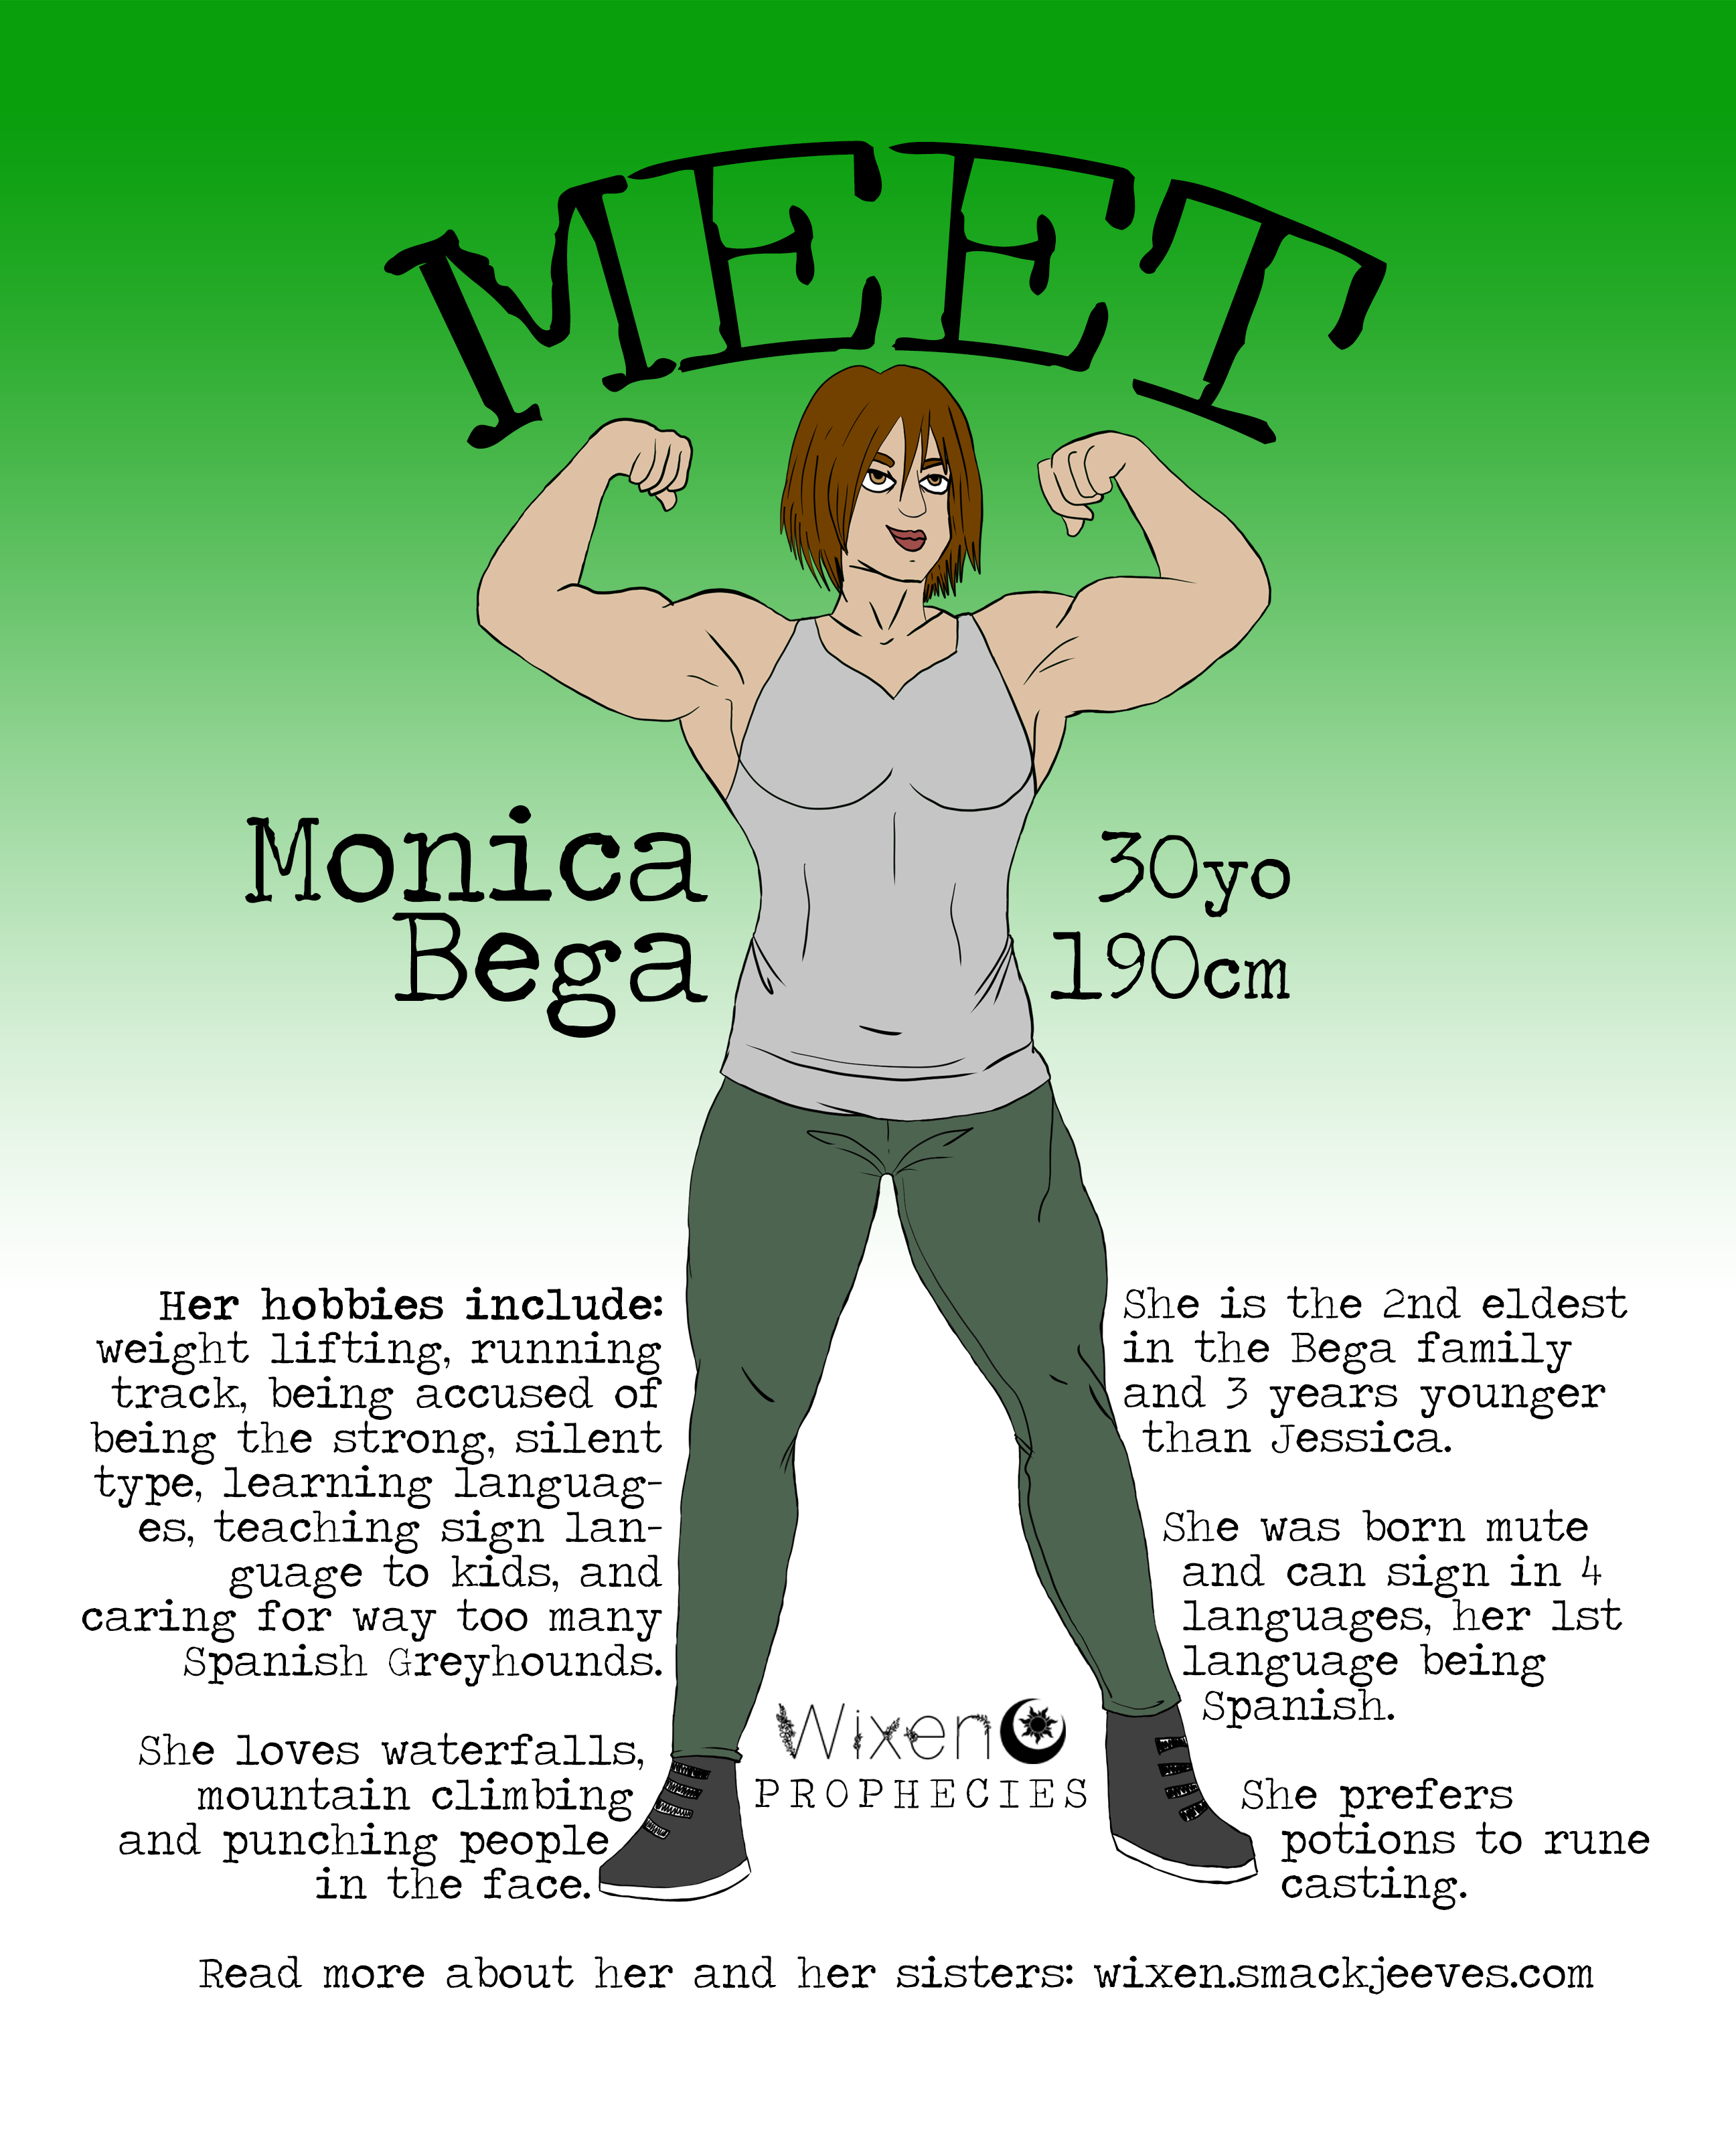 MEET
Monica
Bega
30yo
190cm
Her hobbies include:
weight lifting, running
track, being accused of
being the strong, silent
type, learning languag-
es, teaching sign lan-
guage to kids, and
caring for way too many
Spanish Greyhounds.
She loves waterfalls,
mountain climbing
and punching people
in the face.
She is the 2nd eldest
in the Bega family
and 3 years younger
than Jessica.
She was born mute
and can sign in 4
languages, her 1st
language being
Spanish.
She prefers
potions to rune
casting.
Wixen
PROPHECIES
Read more about her and her sisters: wixen.smackjeeves.com